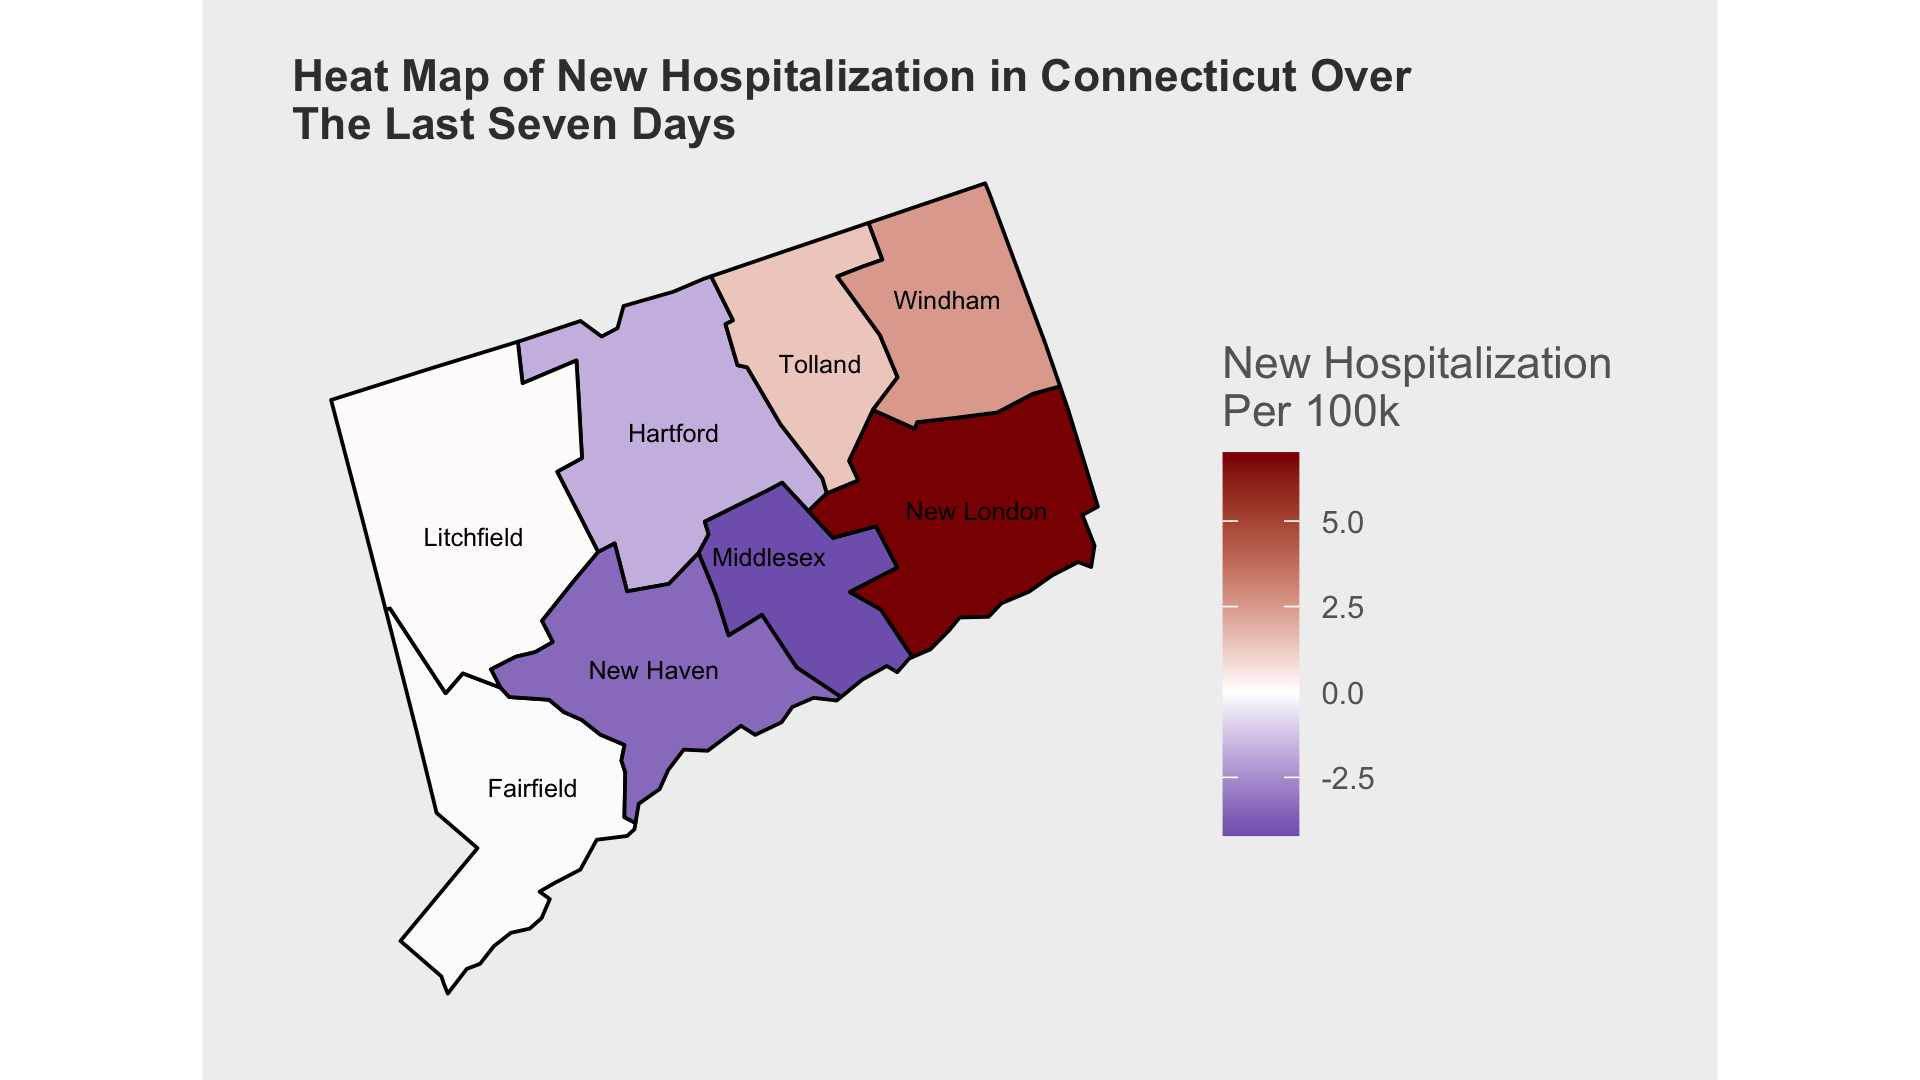 Heat Map of New Hospitalization in Connecticut Over
The Last Seven Days
Windham
Tolland
Hartford
New London
Litchfield
Middlesex
New Haven
Fairfield
New Hospitalization
Per 100k
5.0
2.5
0.0
-2.5